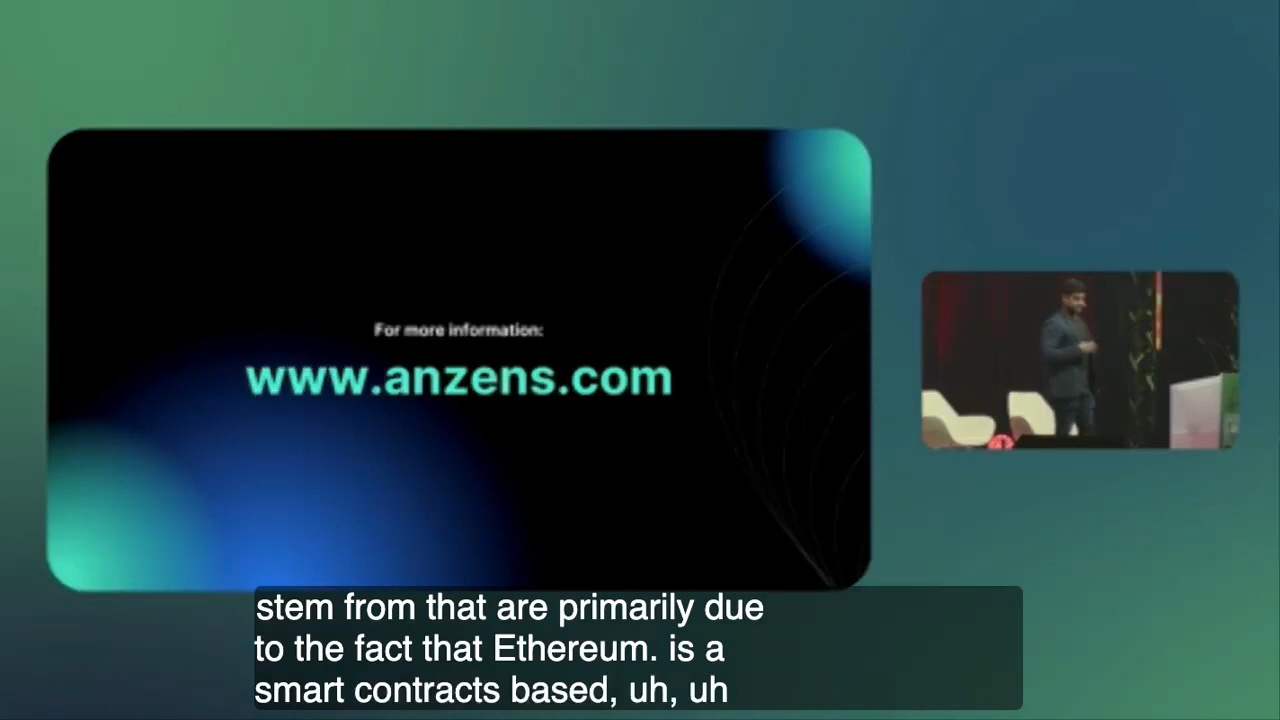 For more information:
www.anzens.com
stem from that are primarily due
to the fact that Ethereum. is a
smart contracts based, uh, uh